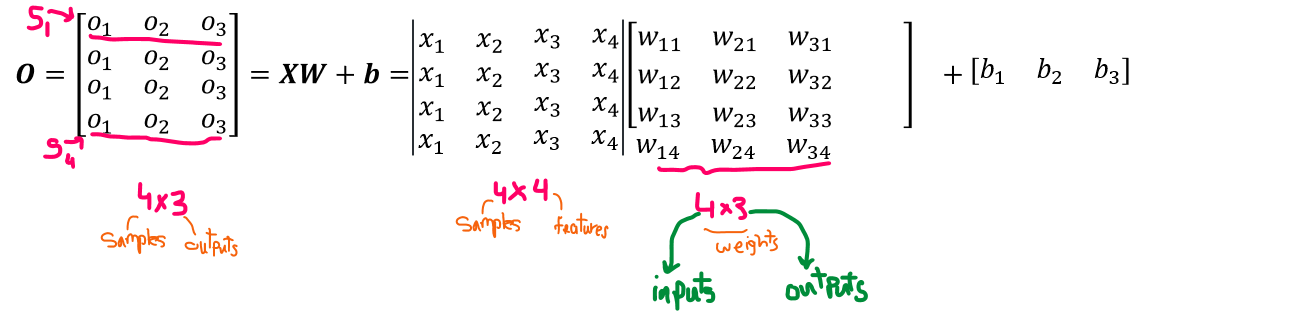 S₁ → [o₁ o₂ o₃] x₁ x₂ x₃ x₄ w₁₁ w₂₁ w₃₁
O = o₁ o₂ o₃ = XW + b = x₁ x₂ x₃ x₄ w₁₂ w₂₂ w₃₂ + [b₁ b₂ b₃]
o₁ o₂ o₃ x₁ x₂ x₃ x₄ w₁₃ w₂₃ w₃₃
S₄ → o₁ o₂ o₃ x₁ x₂ x₃ x₄ w₁₄ w₂₄ w₃₄
4x3 4x4 4x3
samples outputs samples features weights
inputs outputs